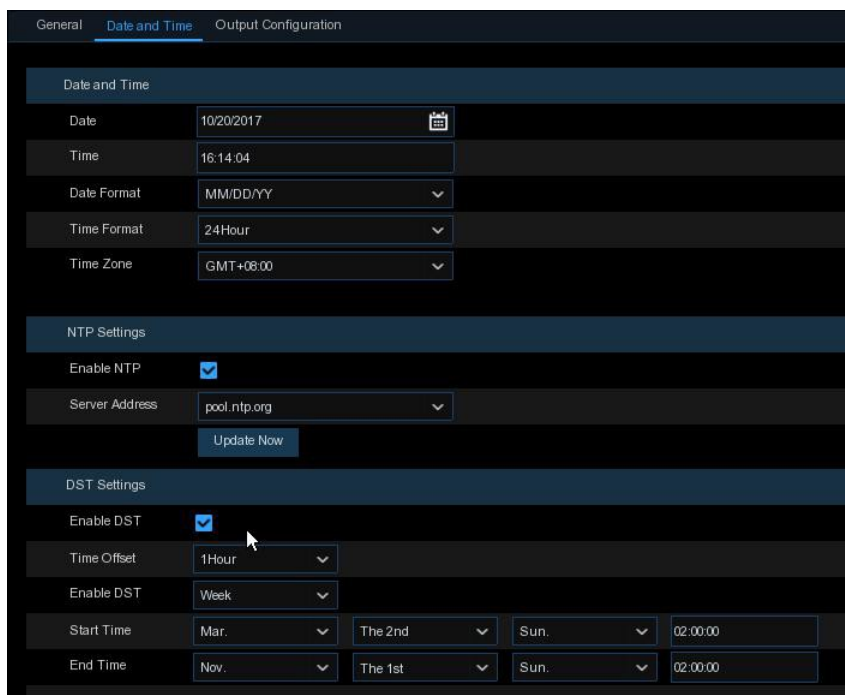 General Date and Time Output Configuration
Date and Time
Date 10/20/2017
Time 16:14:04
Date Format MM/DD/YY
Time Format 24Hour
Time Zone GMT+08:00
NTP Settings
Enable NTP
Server Address pool.ntp.org
Update Now
DST Settings
Enable DST
Time Offset 1Hour
Enable DST Week
Start Time Mar. The 2nd Sun. 02:00:00
End Time Nov. The 1st Sun. 02:00:00